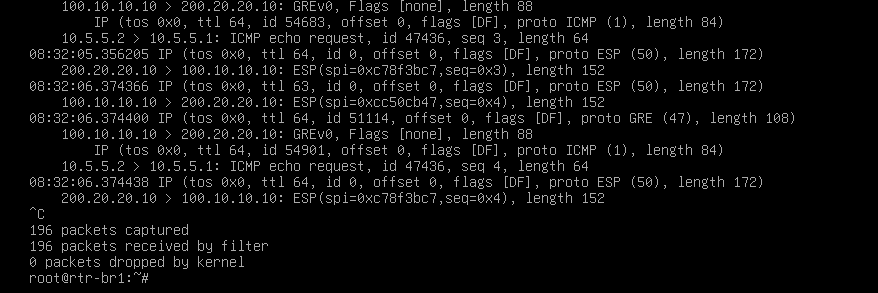 100.10.10.10 > 200.20.20.10: GREv0, Flags [none], length 88
IP (tos 0x0, ttl 64, id 54683, offset 0, flags [DF], proto ICMP (1), length 84)
10.5.5.2 > 10.5.5.1: ICMP echo request, id 47436, seq 3, length 64
08:32:05.356205 IP (tos 0x0, ttl 64, id 0, offset 0, flags [DF], proto ESP (50), length 172)
200.20.20.10 > 100.10.10.10: ESP(spi=0xc78f3bc7,seq=0x3), length 152
08:32:06.374366 IP (tos 0x0, ttl 63, id 0, offset 0, flags [DF], proto ESP (50), length 172)
100.10.10.10 > 200.20.20.10: ESP(spi=0xcc50cb47,seq=0x4), length 152
08:32:06.374400 IP (tos 0x0, ttl 64, id 51114, offset 0, flags [DF], proto GRE (47), length 108)
100.10.10.10 > 200.20.20.10: GREv0, Flags [none], length 88
IP (tos 0x0, ttl 64, id 54901, offset 0, flags [DF], proto ICMP (1), length 84)
10.5.5.2 > 10.5.5.1: ICMP echo request, id 47436, seq 4, length 64
08:32:06.374438 IP (tos 0x0, ttl 64, id 0, offset 0, flags [DF], proto ESP (50), length 172)
200.20.20.10 > 100.10.10.10: ESP(spi=0xc78f3bc7,seq=0x4), length 152
^C
196 packets captured
196 packets received by filter
0 packets dropped by kernel
root@rtr-br1:~#